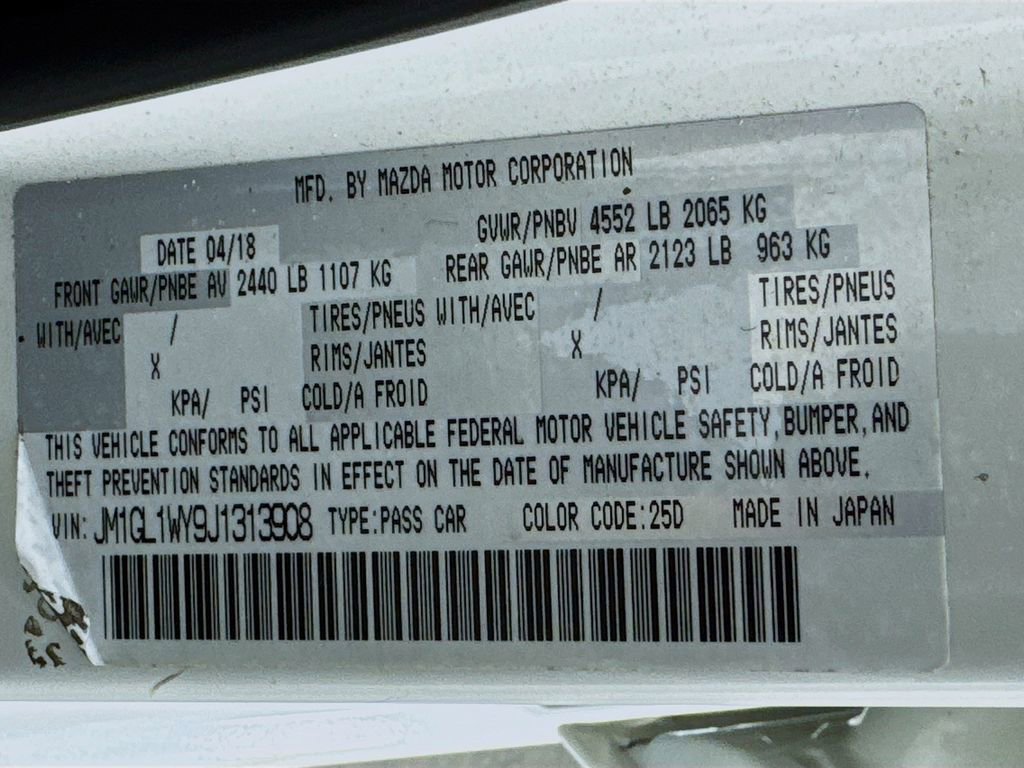 MFD. BY MAZDA MOTOR CORPORATION
DATE 04/18 GVWR/PNBV 4552 LB 2065 KG
FRONT GAWR/PNBE AV 2440 LB 1107 KG REAR GAWR/PNBE AR 2123 LB 963 KG
WITH/AVEC / TIRES/PNEUS WITH/AVEC / TIRES/PNEUS
X RIMS/JANTES X RIMS/JANTES
KPA/ PSI COLD/A FROID KPA/ PSI COLD/A FROID
THIS VEHICLE CONFORMS TO ALL APPLICABLE FEDERAL MOTOR VEHICLE SAFETY, BUMPER, AND
THEFT PREVENTION STANDARDS IN EFFECT ON THE DATE OF MANUFACTURE SHOWN ABOVE.
VIN: JM1GL1WY9J1313908 TYPE:PASS CAR COLOR CODE:25D MADE IN JAPAN